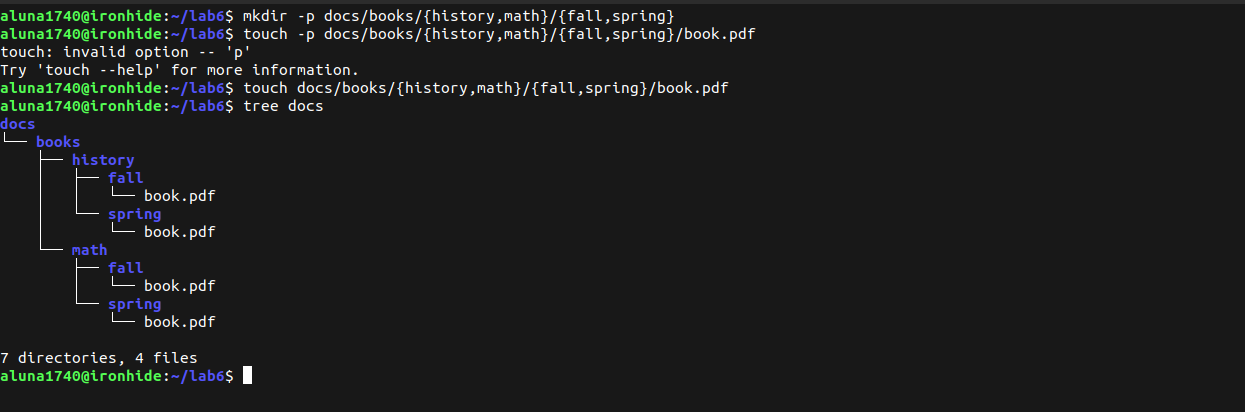 aluna1740@ironhide:~/lab6$ mkdir -p docs/books/{history,math}/{fall,spring}
aluna1740@ironhide:~/lab6$ touch -p docs/books/{history,math}/{fall,spring}/book.pdf
touch: invalid option -- 'p'
Try 'touch --help' for more information.
aluna1740@ironhide:~/lab6$ touch docs/books/{history,math}/{fall,spring}/book.pdf
aluna1740@ironhide:~/lab6$ tree docs
docs
└── books
    ├── history
    │   ├── fall
    │   │   └── book.pdf
    │   └── spring
    │       └── book.pdf
    └── math
        ├── fall
        │   └── book.pdf
        └── spring
            └── book.pdf

7 directories, 4 files
aluna1740@ironhide:~/lab6$